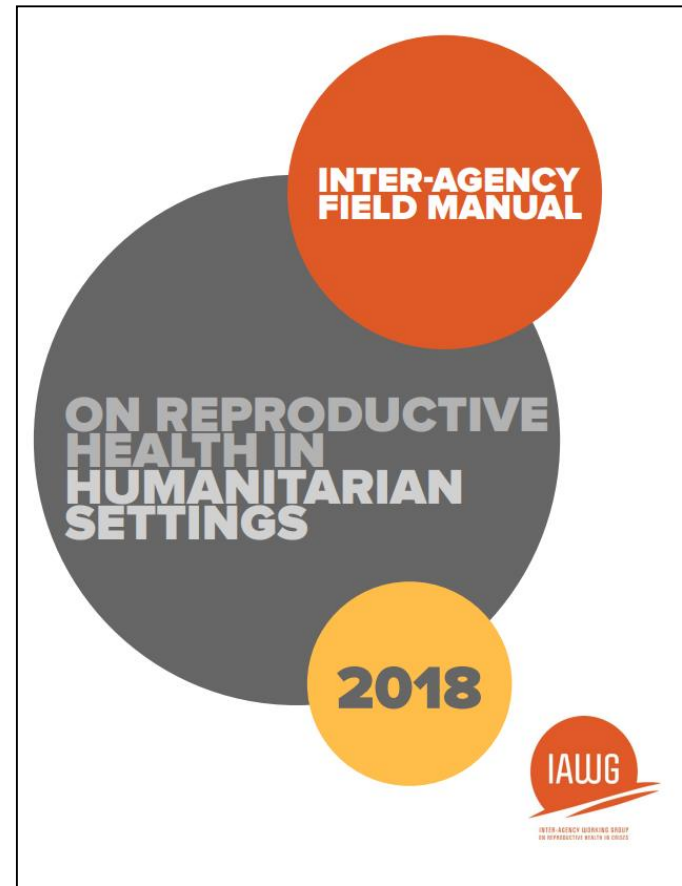 INTER-AGENCY
FIELD MANUAL
ON REPRODUCTIVE
HEALTH IN
HUMANITARIAN
SETTINGS
2018
IAWG
INTER-AGENCY WORKING GROUP
ON REPRODUCTIVE HEALTH IN CRISES